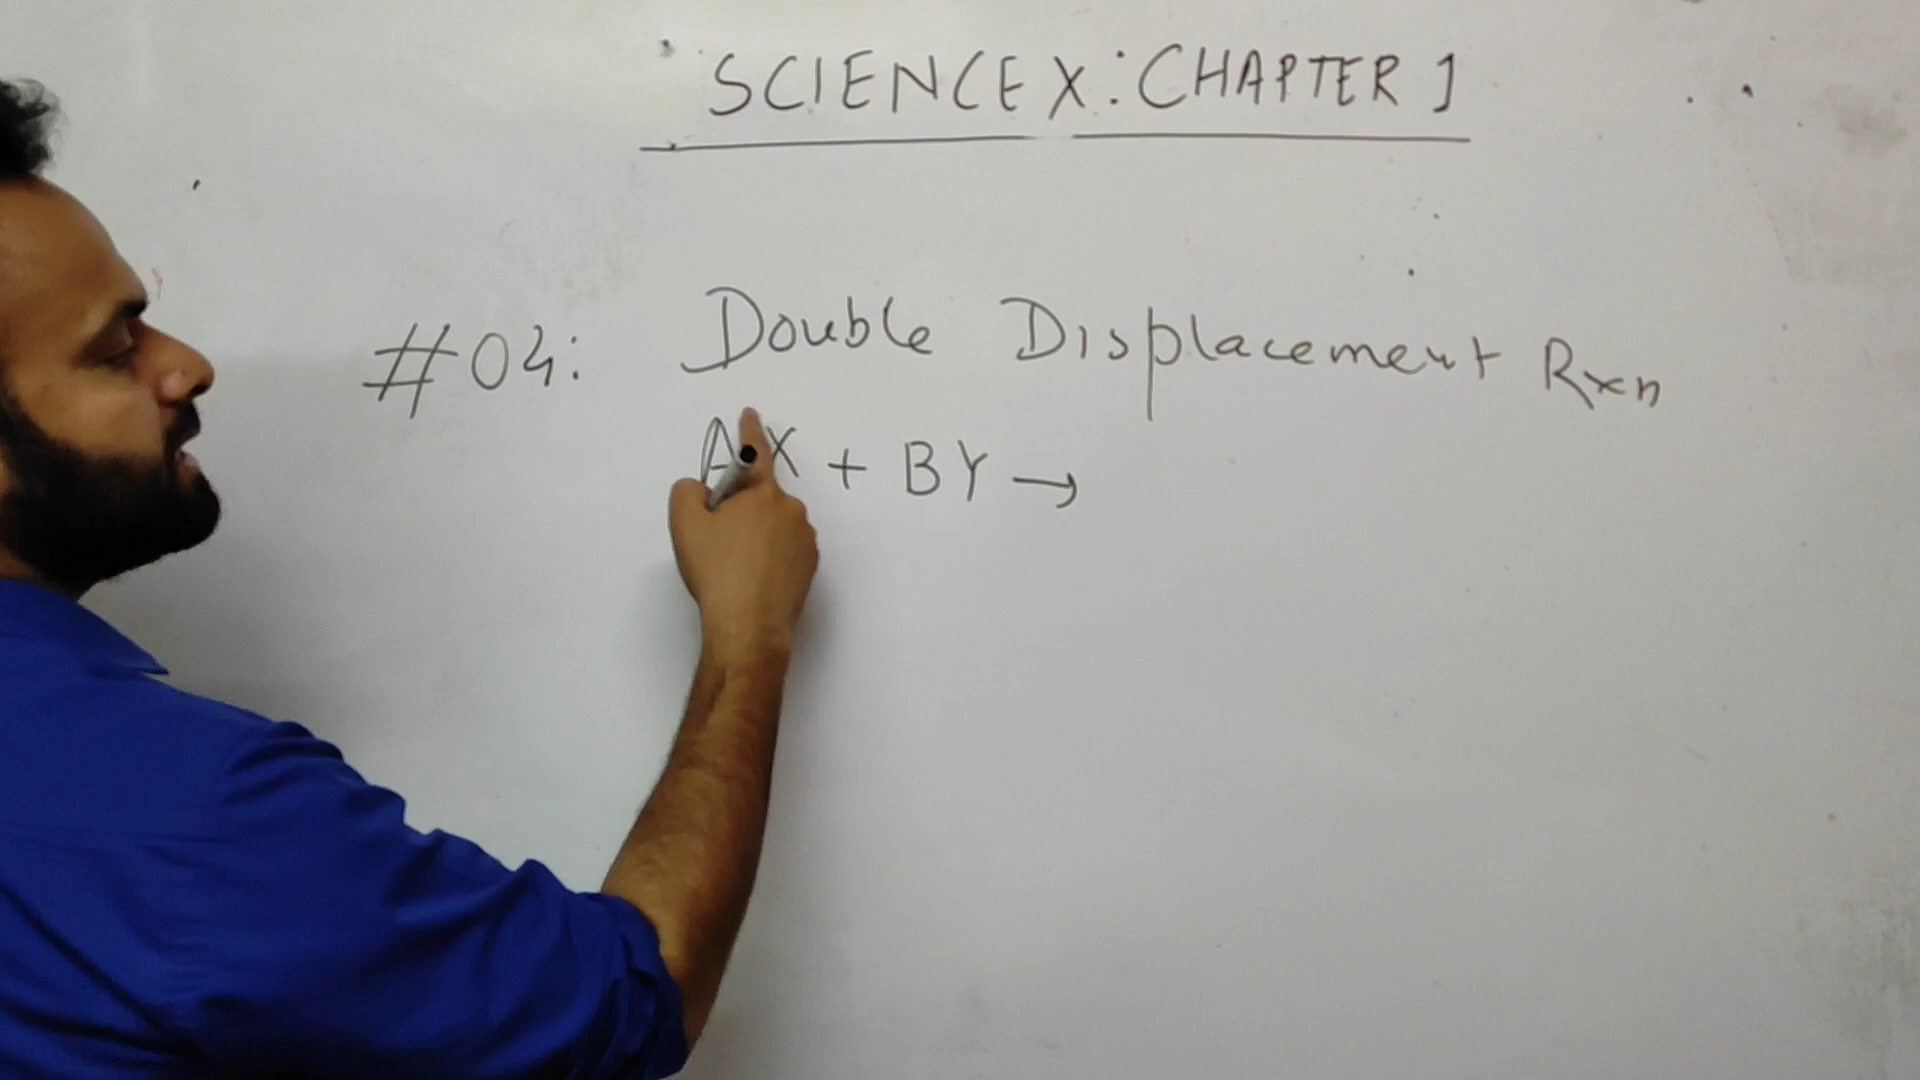 SCIENCE X: CHAPTER 1
#04: Double Displacement Rxn
AX + BY →